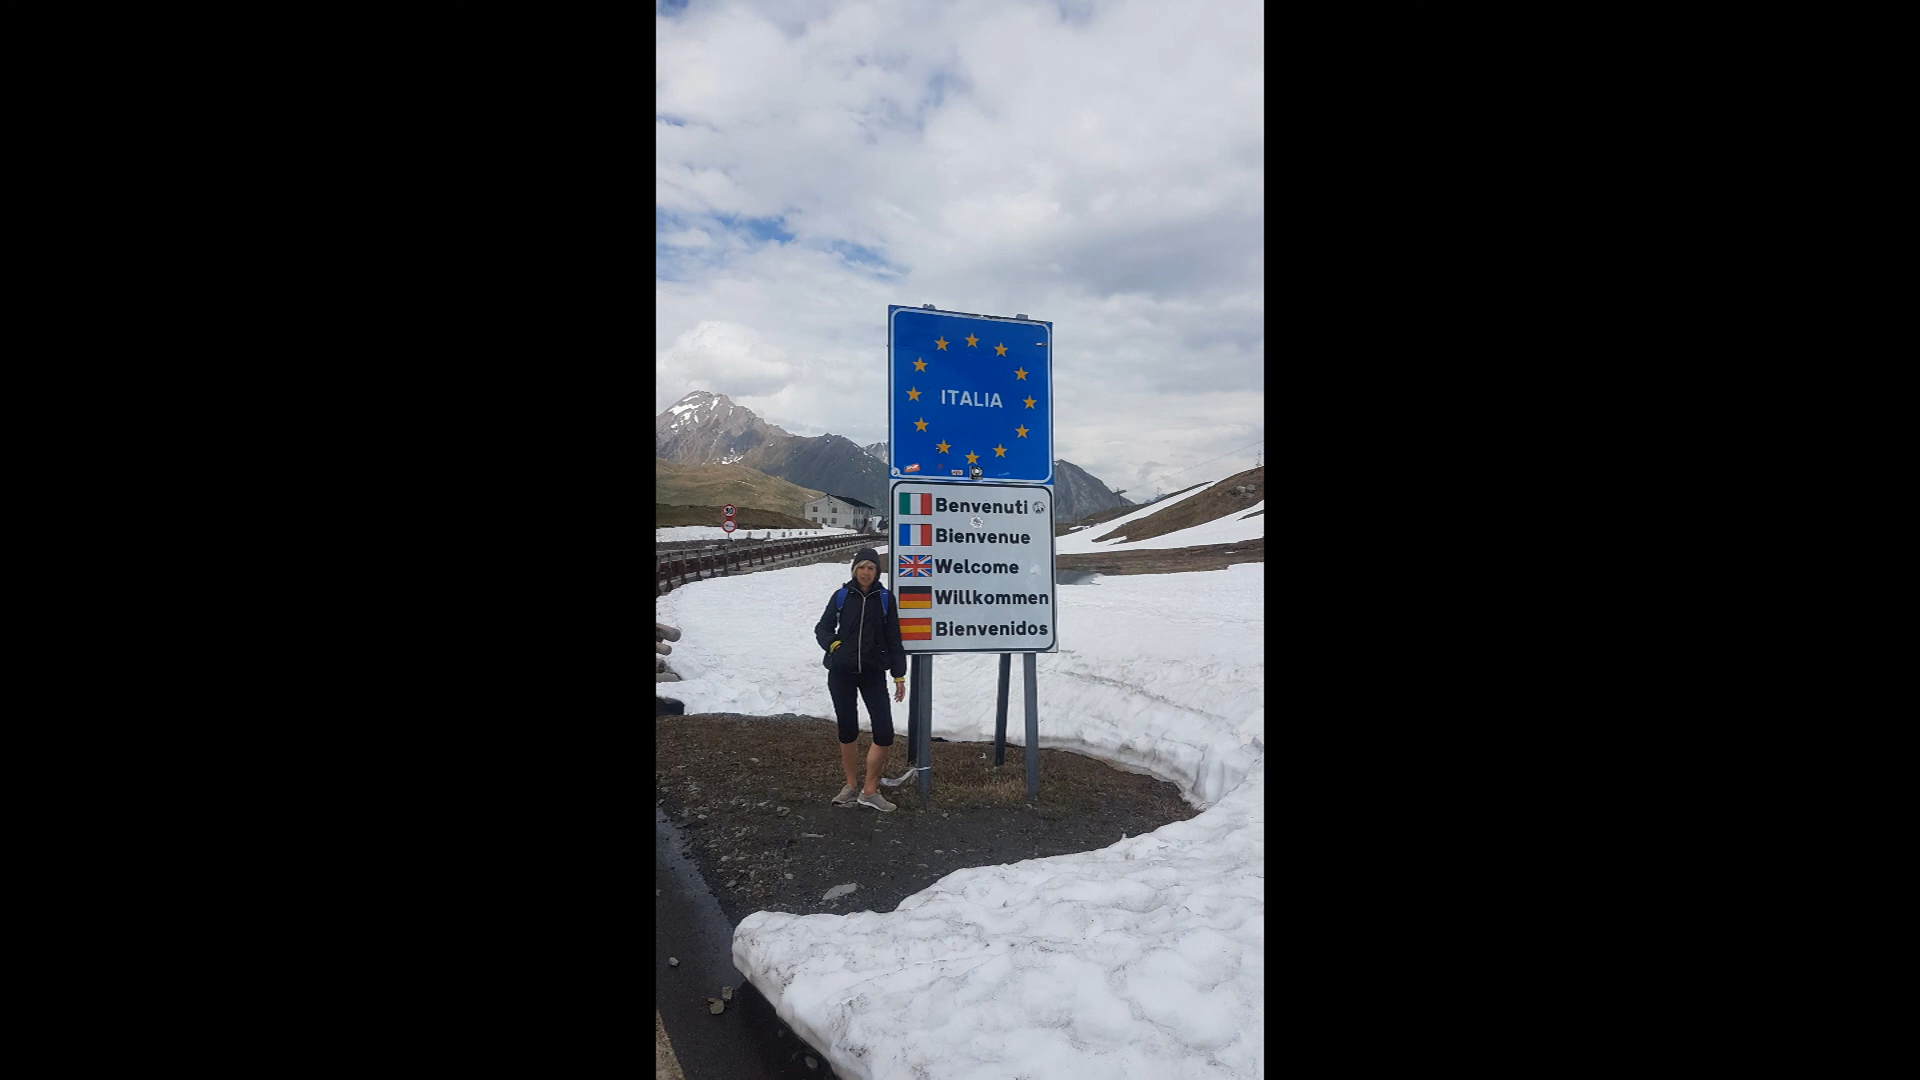 ITALIA
Benvenuti
Bienvenue
Welcome
Willkommen
Bienvenidos